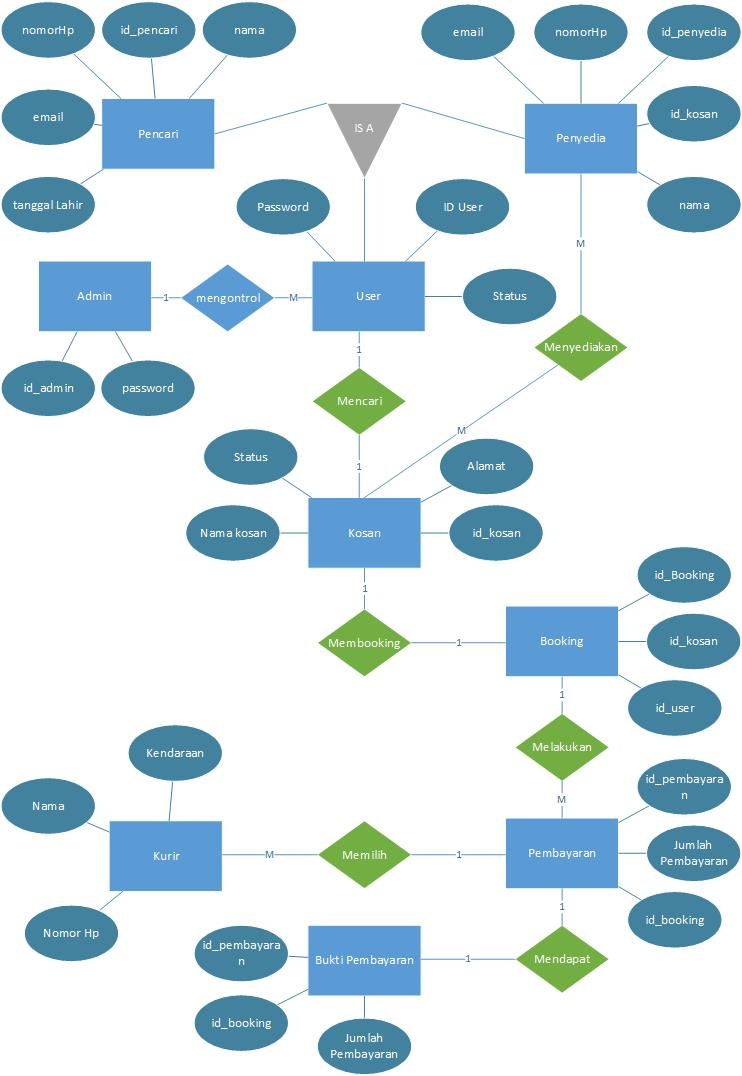 nomorHp
id_pencari
nama
email
nomorHp
id_penyedia
email
Pencari
IS A
Penyedia
id_kosan
tanggal Lahir
Password
ID User
nama
M
Admin
1
mengontrol
M
User
Status
1
Menyediakan
id_admin
password
Mencari
M
1
Status
Alamat
Nama kosan
Kosan
id_kosan
1
id_Booking
Membooking
1
Booking
id_kosan
1
id_user
Melakukan
Kendaraan
id_pembayara
n
M
Nama
Kurir
M
Memilih
1
Pembayaran
Jumlah
Pembayaran
1
id_booking
Nomor Hp
id_pembayara
n
Bukti Pembayaran
1
Mendapat
id_booking
Jumlah
Pembayaran